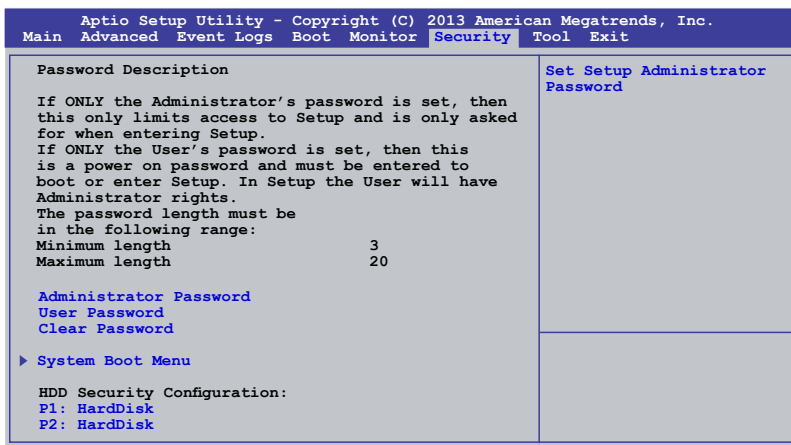 Aptio Setup Utility - Copyright (C) 2013 American Megatrends, Inc.
Main Advanced Event Logs Boot Monitor Security Tool Exit
Password Description
If ONLY the Administrator's password is set, then
this only limits access to Setup and is only asked
for when entering Setup.
If ONLY the User's password is set, then this
is a power on password and must be entered to
boot or enter Setup. In Setup the User will have
Administrator rights.
The password length must be
in the following range:
Minimum length 3
Maximum length 20
Administrator Password
User Password
Clear Password
System Boot Menu
HDD Security Configuration:
P1: HardDisk
P2: HardDisk
Set Setup Administrator
Password